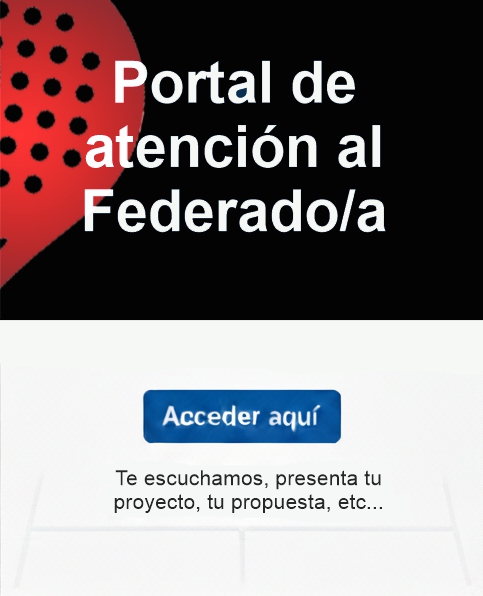 Portal de
atención al
Federado/a
Acceder aquí
Te escuchamos, presenta tu
proyecto, tu propuesta, etc...